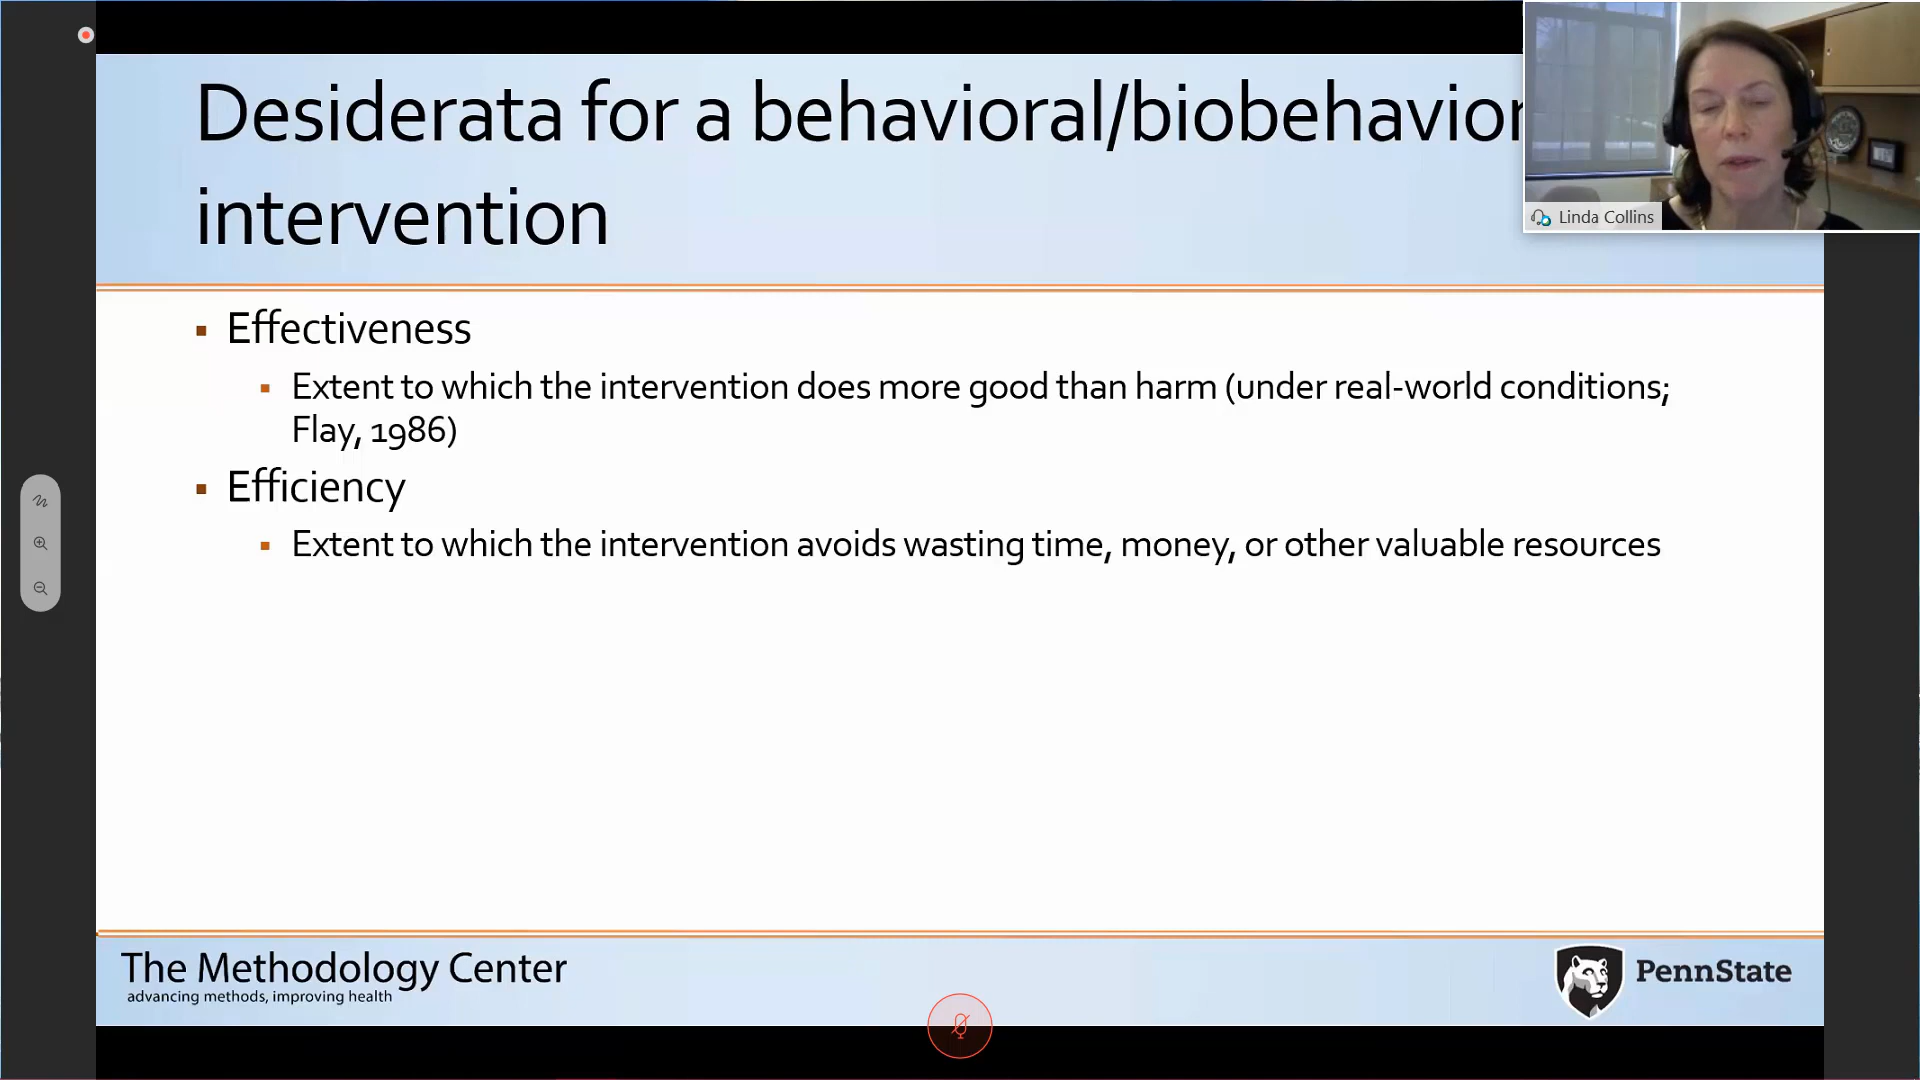 Desiderata for a behavioral/biobehavior
intervention
Linda Collins
▪ Effectiveness
▪ Extent to which the intervention does more good than harm (under real-world conditions;
Flay, 1986)
▪ Efficiency
▪ Extent to which the intervention avoids wasting time, money, or other valuable resources
The Methodology Center
advancing methods, improving health
PennState